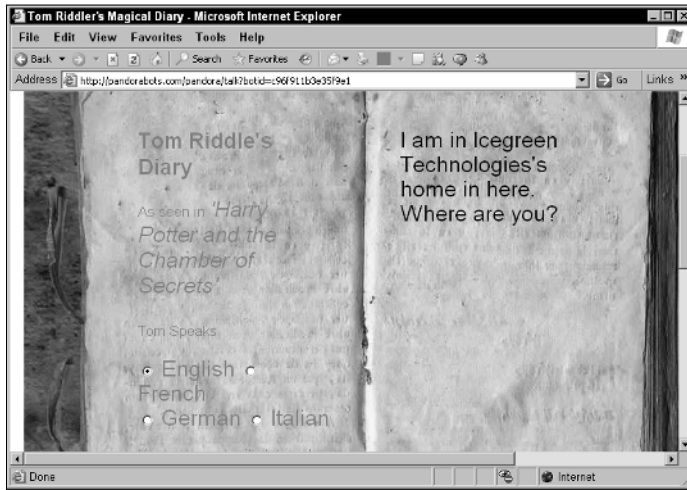 Tom Riddler's Magical Diary - Microsoft Internet Explorer
File Edit View Favorites Tools Help
Back Search Favorites
Address http://pandorabots.com/pandora/talk?botid=c96f911b3e35f9e1 Go Links »
Tom Riddle's
Diary
As seen in 'Harry
Potter and the
Chamber of
Secrets'
Tom Speaks
English
French
German Italian
I am in Icegreen
Technologies's
home in here.
Where are you?
Done Internet